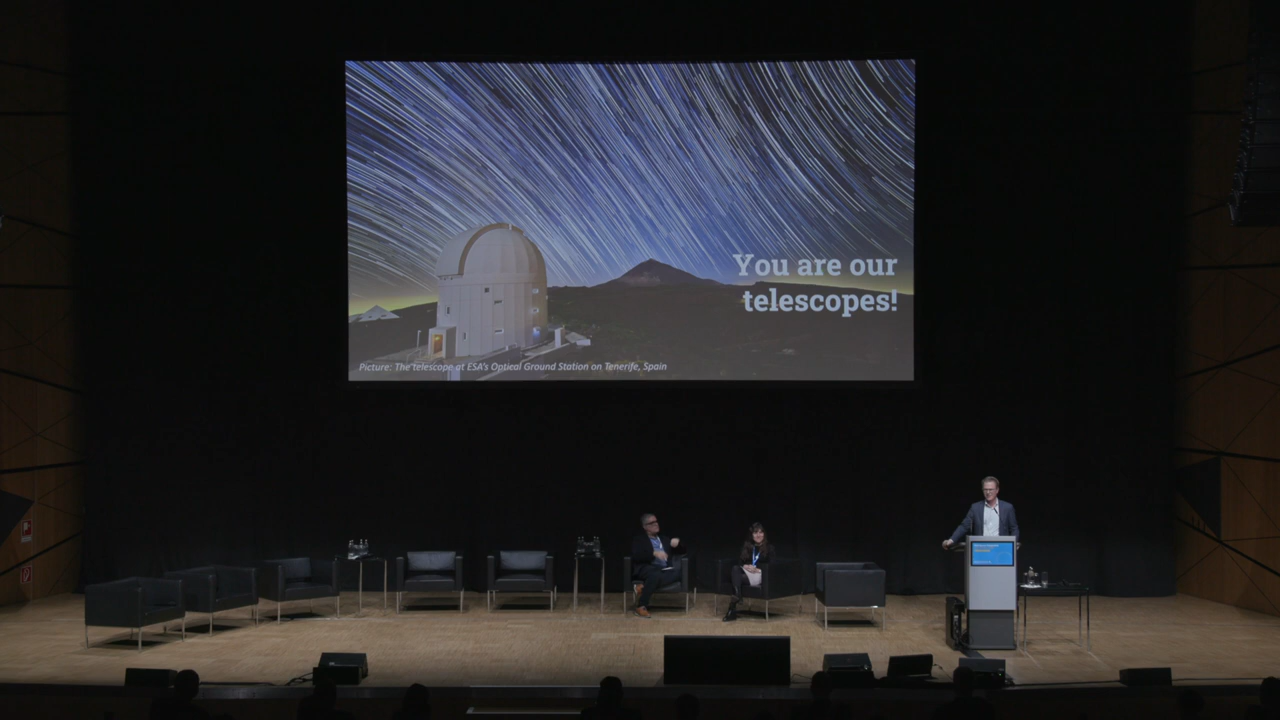 You are our
telescopes!
Picture: The telescope at ESA's Optical Ground Station on Tenerife, Spain